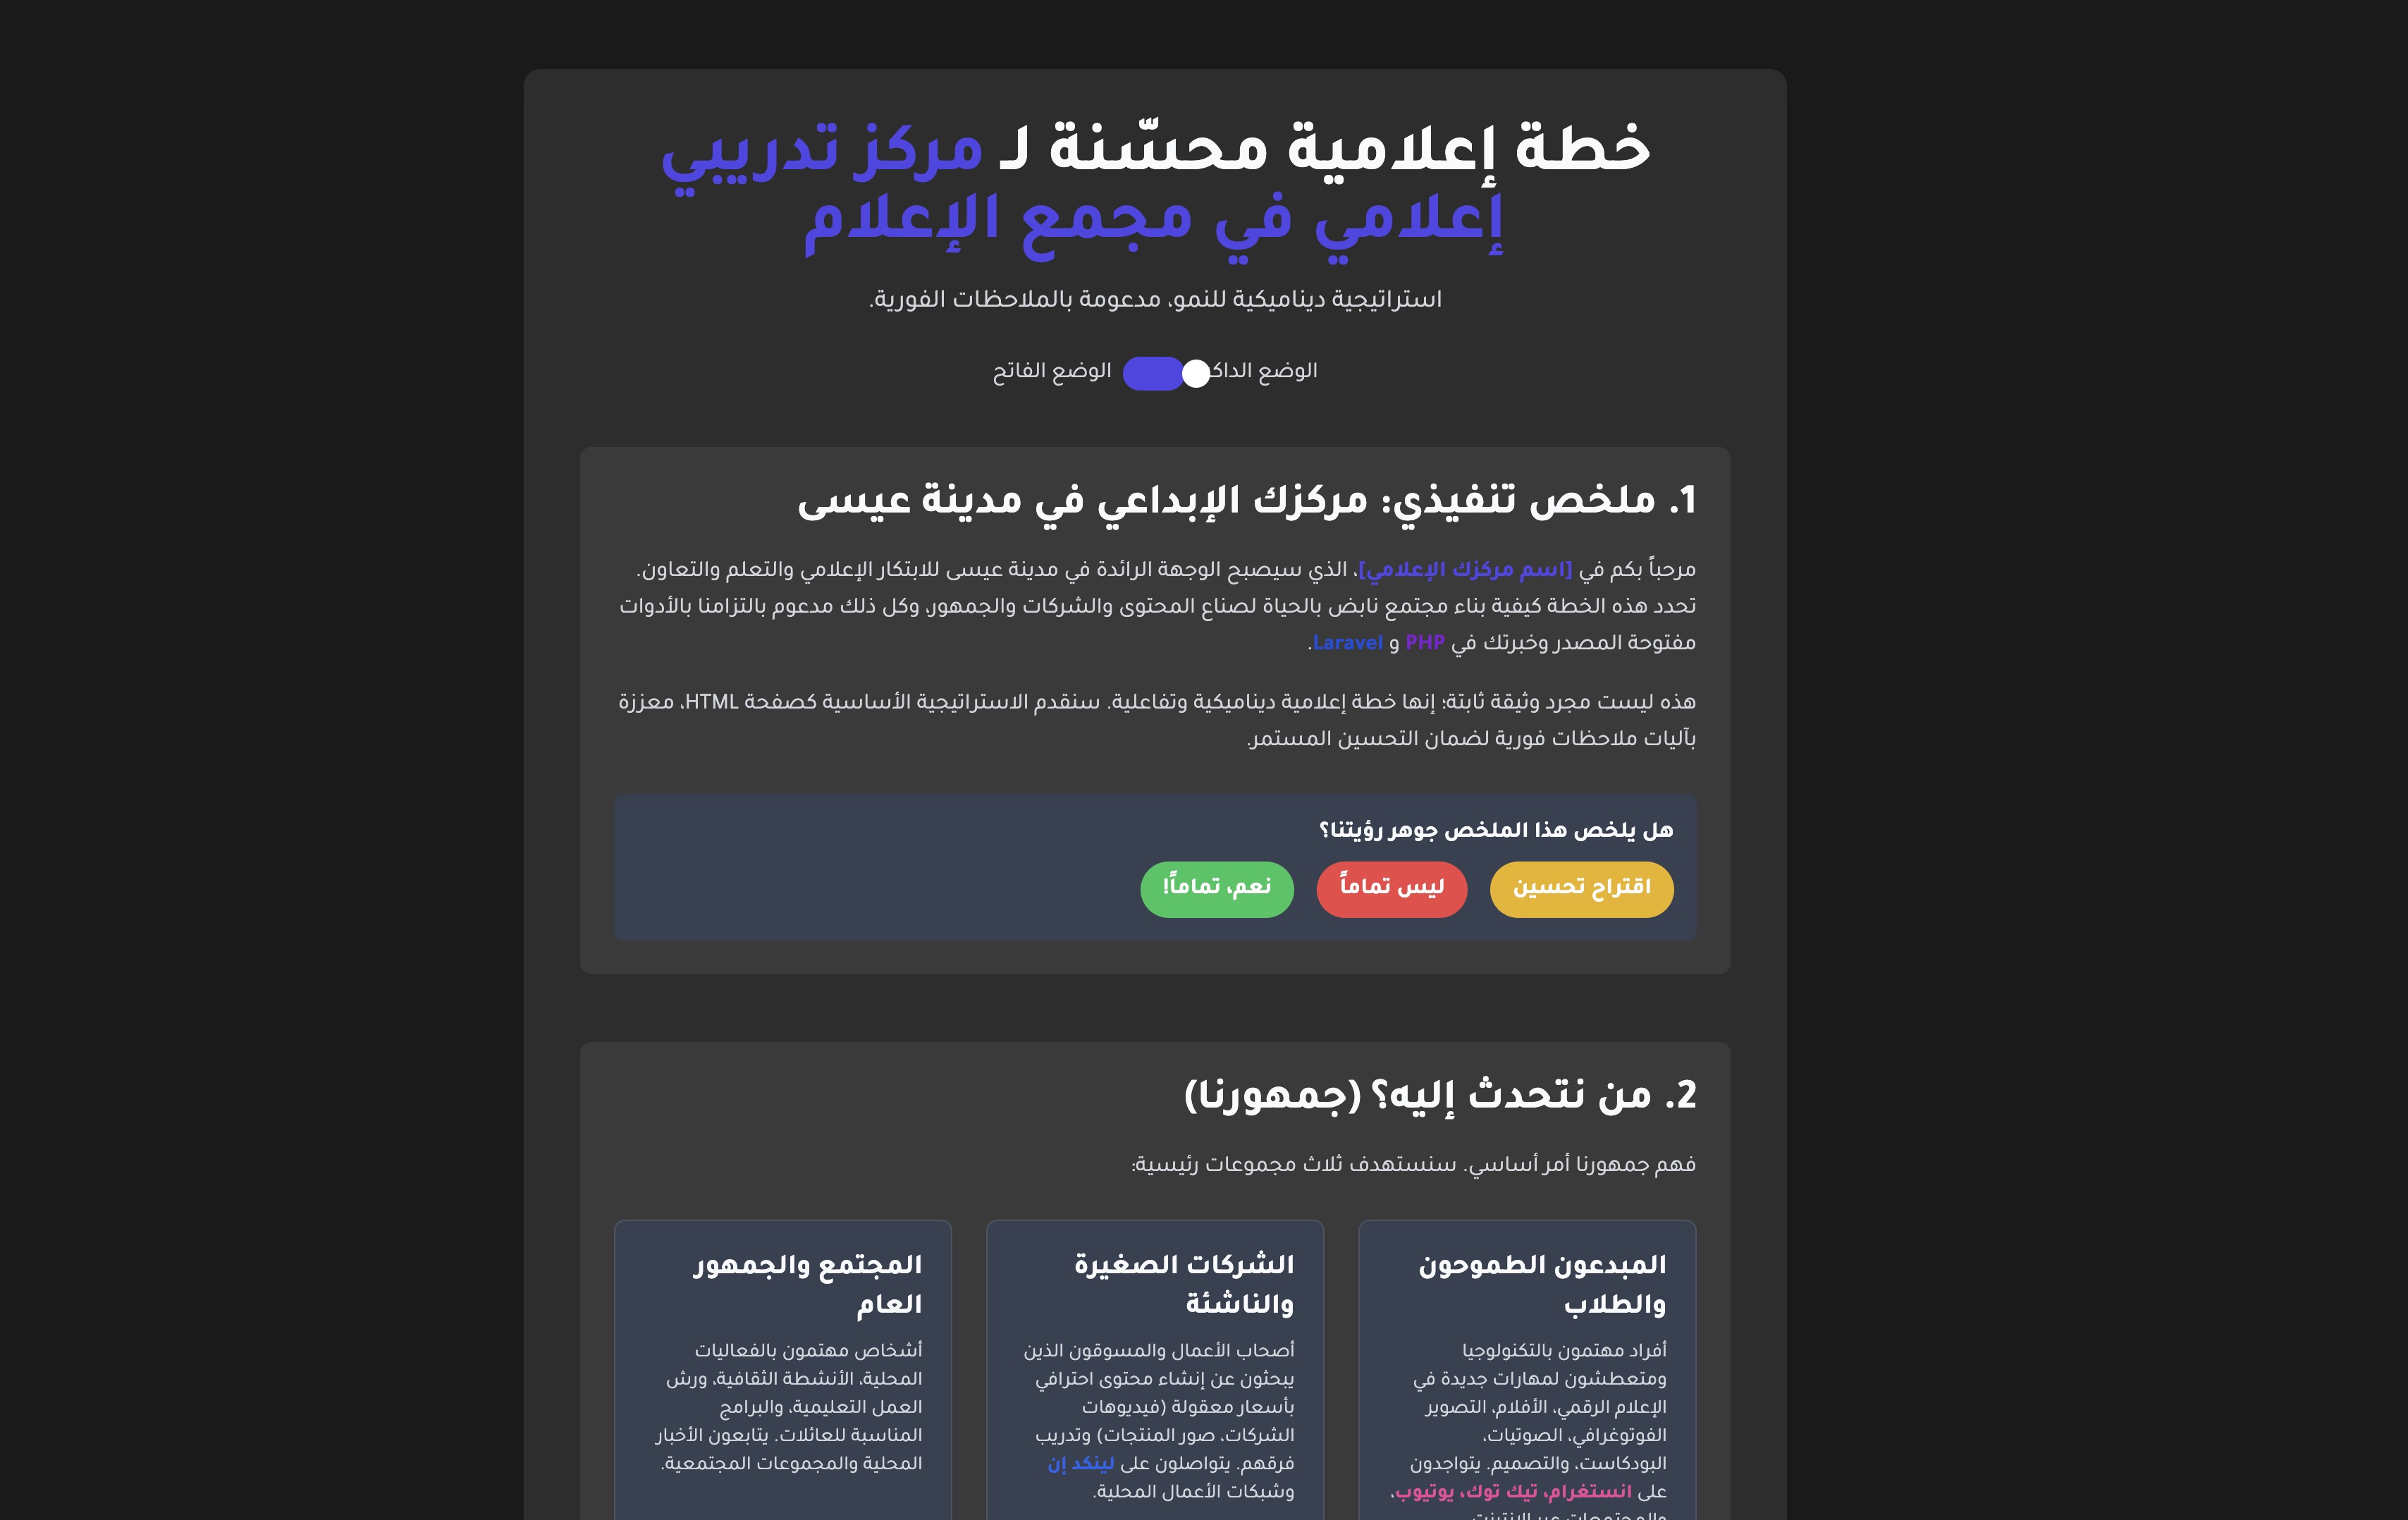 خطة إعلامية محسّنة لـ مركز تدريبي
إعلامي في مجمع الإعلام
استراتيجية ديناميكية للنمو، مدعومة بالملاحظات الفورية.
الوضع الداك الوضع الفاتح
1. ملخص تنفيذي: مركزك الإبداعي في مدينة عيسى
مرحباً بكم في [اسم مركزك الإعلامي]، الذي سيصبح الوجهة الرائدة في مدينة عيسى للابتكار الإعلامي والتعلم والتعاون.
تحدد هذه الخطة كيفية بناء مجتمع نابض بالحياة لصناع المحتوى والشركات والجمهور، وكل ذلك مدعوم بالتزامنا بالأدوات
مفتوحة المصدر وخبرتك في PHP و Laravel.
هذه ليست مجرد وثيقة ثابتة؛ إنها خطة إعلامية ديناميكية وتفاعلية. سنقدم الاستراتيجية الأساسية كصفحة HTML، معززة
بآليات ملاحظات فورية لضمان التحسين المستمر.
هل يلخص هذا الملخص جوهر رؤيتنا؟
اقتراح تحسين
ليس تماماً
نعم، تماماً!
2. من نتحدث إليه؟ (جمهورنا)
فهم جمهورنا أمر أساسي. سنستهدف ثلاث مجموعات رئيسية:
المبدعون الطموحون
والطلاب
أفراد مهتمون بالتكنولوجيا
ومتعطشون لمهارات جديدة في
الإعلام الرقمي، الأفلام، التصوير
الفوتوغرافي، الصوتيات،
البودكاست، والتصميم. يتواجدون
على انستغرام، تيك توك، يوتيوب،
الشركات الصغيرة
والناشئة
أصحاب الأعمال والمسوقون الذين
يبحثون عن إنشاء محتوى احترافي
بأسعار معقولة (فيديوهات
الشركات، صور المنتجات) وتدريب
فرقهم. يتواصلون على لينكد إن
وشبكات الأعمال المحلية.
المجتمع والجمهور
العام
أشخاص مهتمون بالفعاليات
المحلية، الأنشطة الثقافية، ورش
العمل التعليمية، والبرامج
المناسبة للعائلات. يتابعون الأخبار
المحلية والمجموعات المجتمعية.